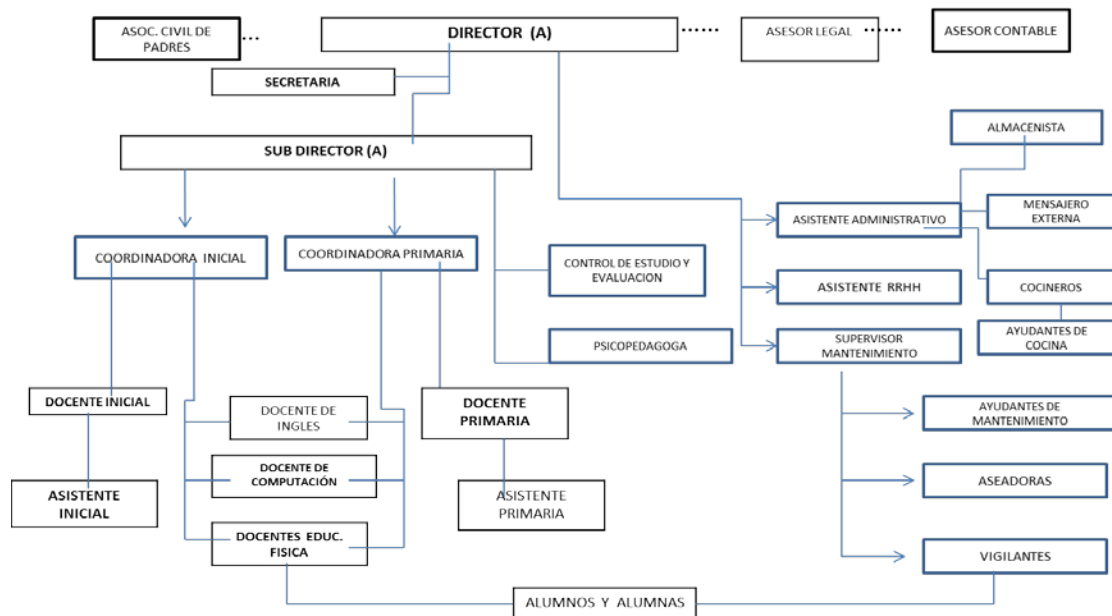 ASOC. CIVIL DE
PADRES
DIRECTOR (A)
ASESOR LEGAL
ASESOR CONTABLE
SECRETARIA
ALMACENISTA
SUB DIRECTOR (A)
ASISTENTE ADMINISTRATIVO
MENSAJERO
EXTERNA
COORDINADORA INICIAL
COORDINADORA PRIMARIA
CONTROL DE ESTUDIO Y
EVALUACION
ASISTENTE RRHH
COCINEROS
PSICOPEDAGOGA
SUPERVISOR
MANTENIMIENTO
AYUDANTES DE
COCINA
DOCENTE INICIAL
DOCENTE DE
INGLES
DOCENTE
PRIMARIA
AYUDANTES DE
MANTENIMIENTO
DOCENTE DE
COMPUTACIÓN
ASISTENTE
INICIAL
ASISTENTE
PRIMARIA
ASEADORAS
DOCENTES EDUC.
FISICA
VIGILANTES
ALUMNOS Y ALUMNAS